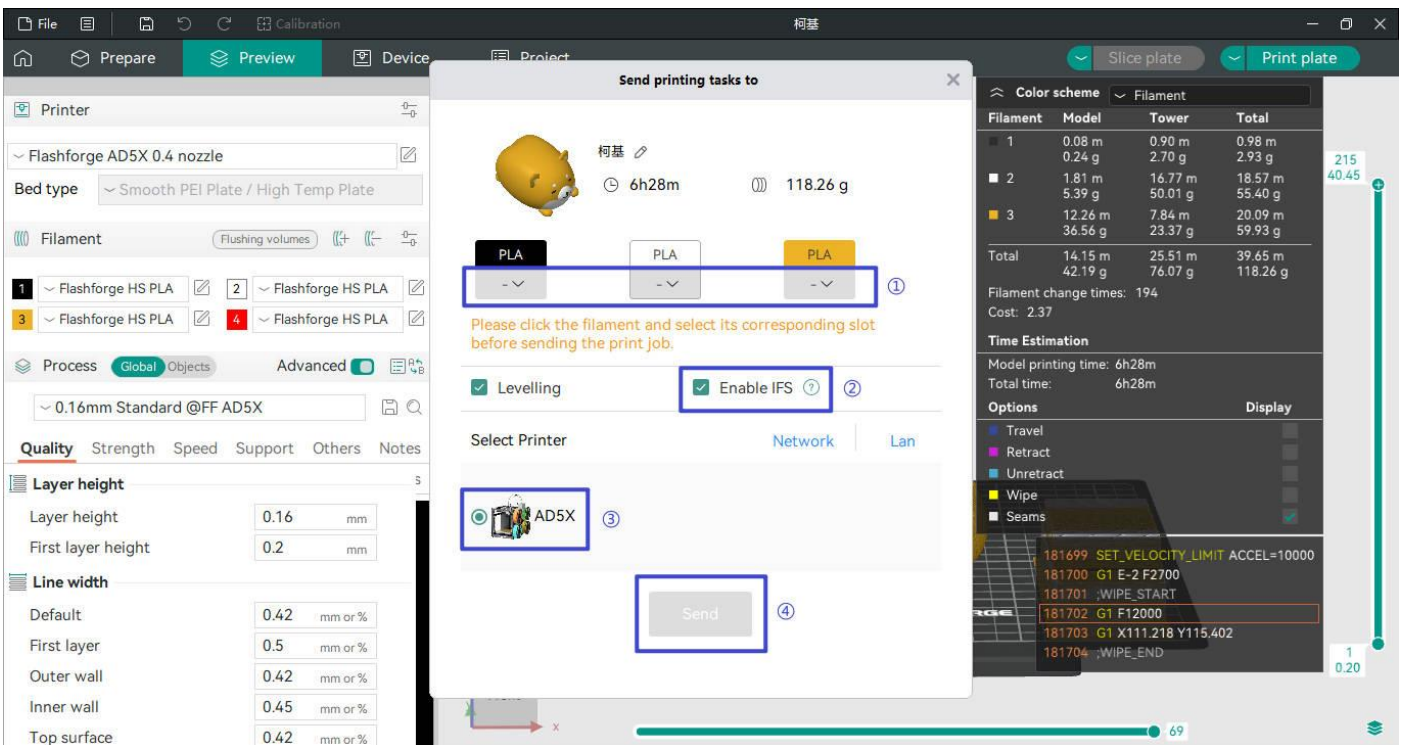 File Calibration 柯基
Prepare Preview Device Project Slice plate Print plate
Printer
Flashforge AD5X 0.4 nozzle
Bed type Smooth PEI Plate / High Temp Plate
Filament Flushing volumes
1 Flashforge HS PLA 2 Flashforge HS PLA
3 Flashforge HS PLA 4 Flashforge HS PLA
Process Global Objects Advanced
0.16mm Standard @FF AD5X
Quality Strength Speed Support Others Notes
Layer height
Layer height 0.16 mm
First layer height 0.2 mm
Line width
Default 0.42 mm or %
First layer 0.5 mm or %
Outer wall 0.42 mm or %
Inner wall 0.45 mm or %
Top surface 0.42 mm or %
Send printing tasks to
柯基
6h28m 118.26 g
PLA PLA PLA
- - - ①
Please click the filament and select its corresponding slot
before sending the print job.
Levelling Enable IFS ? ②
Select Printer Network Lan
AD5X ③
Send ④
Color scheme Filament
Filament Model Tower Total
1 0.08 m 0.90 m 0.98 m
0.24 g 2.70 g 2.93 g
2 1.81 m 16.77 m 18.57 m
5.39 g 50.01 g 55.40 g
3 12.26 m 7.84 m 20.09 m
36.56 g 23.37 g 59.93 g
Total 14.15 m 25.51 m 39.65 m
42.19 g 76.07 g 118.26 g
Filament change times: 194
Cost: 2.37
Time Estimation
Model printing time: 6h28m
Total time: 6h28m
Options Display
Travel
Retract
Unretract
Wipe
Seams
181699 SET_VELOCITY_LIMIT ACCEL=10000
181700 G1 E-2 F2700
181701 ;WIPE_START
181702 G1 F12000
181703 G1 X111.218 Y115.402
181704 ;WIPE_END
215
40.45
1
0.20
x
69